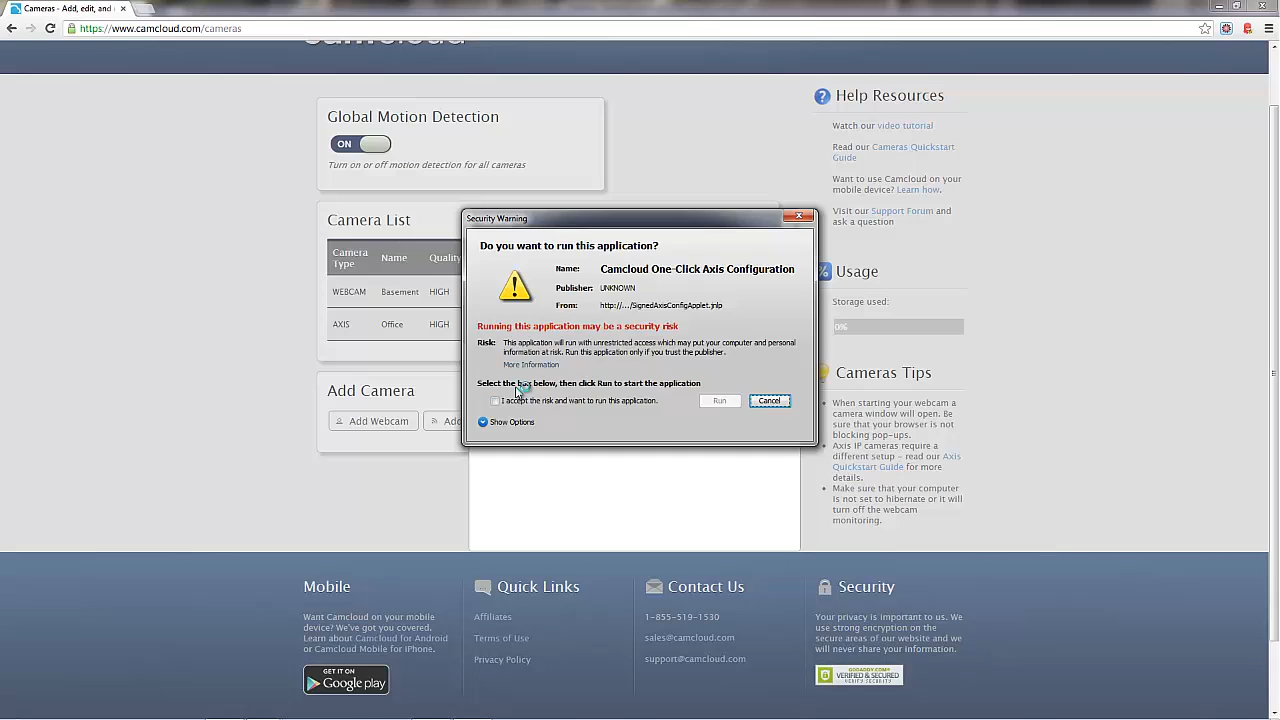 Cameras - Add, edit, and
https://www.camcloud.com/cameras
camcloud
Global Motion Detection
ON
Turn on or off motion detection for all cameras
Camera List
Camera Type Name Quality
WEBCAM Basement HIGH
AXIS Office HIGH
Add Camera
Add Webcam
Add
Security Warning
Do you want to run this application?
Name: Camcloud One-Click Axis Configuration
Publisher: UNKNOWN
From: http://.../SignedAxisConfigApplet.jnlp
Running this application may be a security risk
Risk: This application will run with unrestricted access which may put your computer and personal
information at risk. Run this application only if you trust the publisher.
More Information
Select the box below, then click Run to start the application
I accept the risk and want to run this application.
Run
Cancel
Show Options
Help Resources
Watch our video tutorial
Read our Cameras Quickstart
Guide
Want to use Camcloud on your
mobile device? Learn how.
Visit our Support Forum and
ask a question
Usage
Storage used:
0%
Cameras Tips
When starting your webcam a
camera window will open. Be
sure that your browser is
not blocking pop-ups.
Axis IP cameras require a
different setup - read our Axis
Quickstart Guide for more
details.
Make sure that your computer
is not set to hibernate or it will
turn off the webcam
monitoring.
Mobile
Want Camcloud on your mobile
device? We've got you covered.
Learn about Camcloud for Android
or Camcloud Mobile for iPhone.
GET IT ON
Google play
Quick Links
Affiliates
Terms of Use
Privacy Policy
Contact Us
1-855-519-1530
sales@camcloud.com
support@camcloud.com
Security
Your privacy is important to us. We
use strong encryption on the
secure areas of our website and
we will never share your information.
GODADDY.COM
VERIFIED & SECURED
VERIFY SECURITY